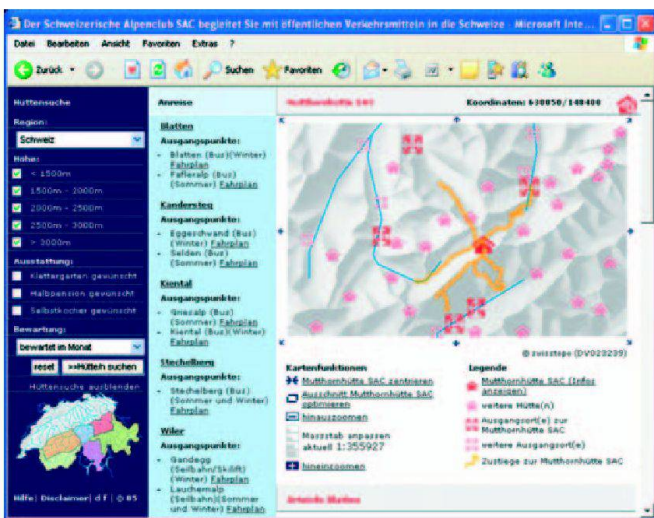 Der Schweizerische Alpenclub SAC begleitet Sie mit öffentlichen Verkehrsmitteln in die Schweiz - Microsoft Inte...
Datei Bearbeiten Ansicht Favoriten Extras ?
Zurück Suchen Favoriten
Hüttensuche
Region:
Schweiz
Höhe:
< 1500m
1500m - 2000m
2000m - 2500m
2500m - 3000m
> 3000m
Ausstattung:
Klettergarten gewünscht
Halbpension gewünscht
Selbstkocher gewünscht
Bewartung:
bewartet im Monat
reset >>Hütte/n suchen
Hüttensuche ausblenden
Hilfe| Disclaimer| d f | © 05
Anreise
Blatten
Ausgangspunkte:
- Blatten (Bus)(Winter)
Fahrplan
- Fafleralp (Bus)
(Sommer) Fahrplan
Kandersteg
Ausgangspunkte:
- Eggeschwand (Bus)
(Winter) Fahrplan
- Selden (Bus)
(Sommer) Fahrplan
Kiental
Ausgangspunkte:
- Griesalp (Bus)
(Sommer) Fahrplan
- Kiental (Bus)(Winter)
Fahrplan
Stechelberg
Ausgangspunkte:
- Stechelberg (Bus)
(Sommer und Winter)
Fahrplan
Wiler
Ausgangspunkte:
- Gandegg
(Seilbahn/Skilift)
(Winter) Fahrplan
- Lauchernalp
(Seilbahn)(Sommer
und Winter) Fahrplan
Mutthornhütte SAC
Koordinaten: 630050/148400
© swisstopo (DV023239)
Kartenfunktionen
Mutthornhütte SAC zentrieren
Ausschnitt Mutthornhütte SAC
optimieren
hinauszoomen
Massstab anpassen
aktuell 1:355927
hineinzoomen
Legende
Mutthornhütte SAC (Infos
anzeigen)
weitere Hütte(n)
Ausgangsort(e) zur
Mutthornhütte SAC
weitere Ausgangsort(e)
Zustiege zur Mutthornhütte SAC